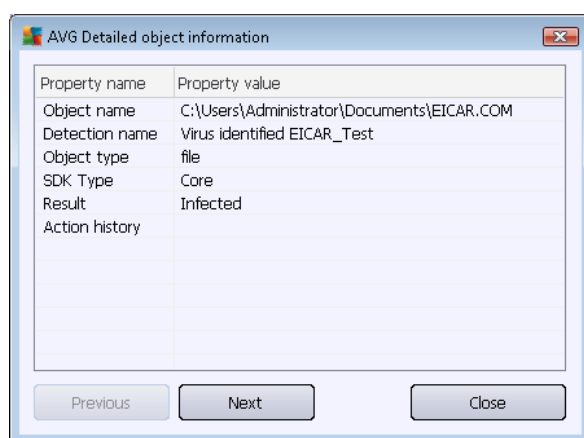 AVG Detailed object information
Property name Property value
Object name C:\Users\Administrator\Documents\EICAR.COM
Detection name Virus identified EICAR_Test
Object type file
SDK Type Core
Result Infected
Action history
Previous Next Close